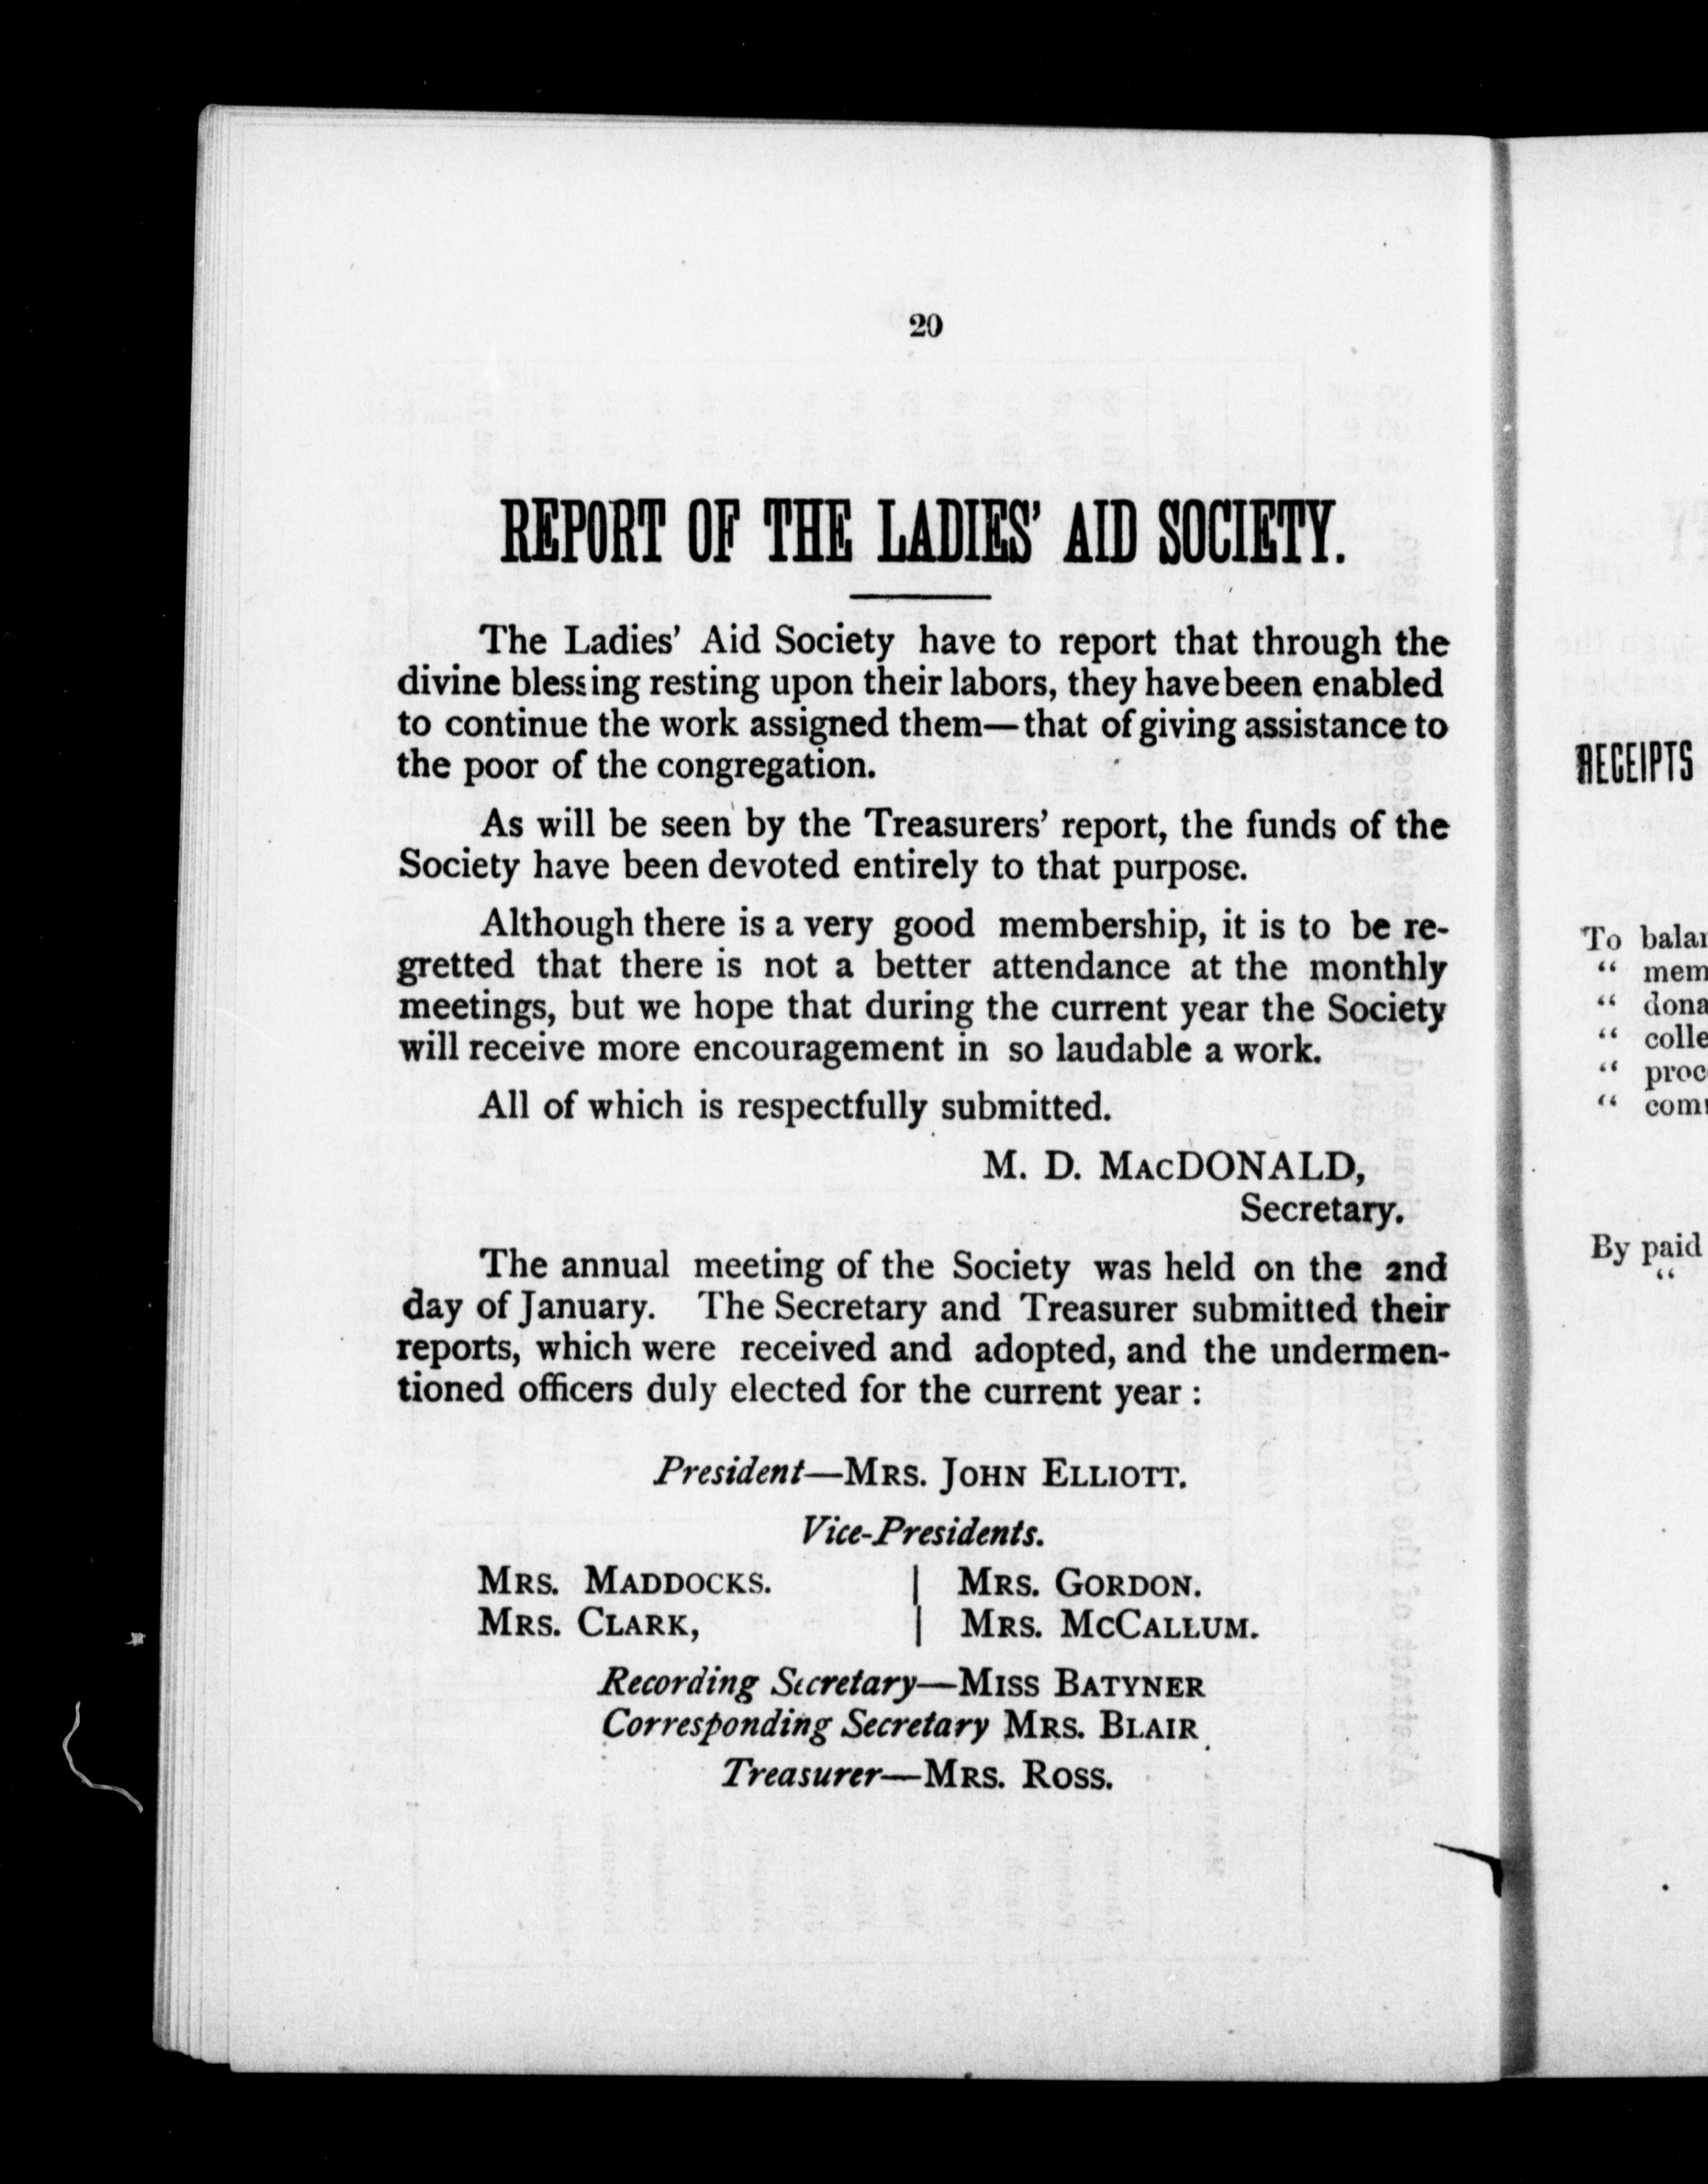 20
REPORT OF THE LADIES' AID SOCIETY.
The Ladies' Aid Society have to report that through the
divine blessing resting upon their labors, they have been enabled
to continue the work assigned them—that of giving assistance to
the poor of the congregation.
As will be seen by the Treasurers' report, the funds of the
Society have been devoted entirely to that purpose.
Although there is a very good membership, it is to be re-
gretted that there is not a better attendance at the monthly
meetings, but we hope that during the current year the Society
will receive more encouragement in so laudable a work.
All of which is respectfully submitted.
M. D. MACDONALD,
Secretary.
The annual meeting of the Society was held on the 2nd
day of January. The Secretary and Treasurer submitted their
reports, which were received and adopted, and the undermen-
tioned officers duly elected for the current year :
President—MRS. JOHN ELLIOTT.
Vice-Presidents.
MRS. MADDOCKS. | MRS. GORDON.
MRS. CLARK, | MRS. MCCALLUM.
Recording Secretary—MISS BATYNER
Corresponding Secretary MRS. BLAIR
Treasurer—MRS. ROSS.
RECEIPTS
To balan
" mem
" dona
" colle
" proc
" com
By paid
"